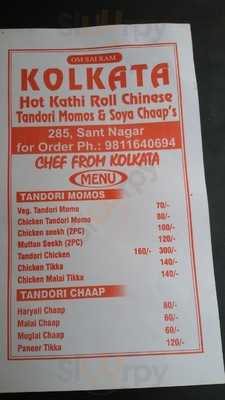 OM SAI RAM
KOLKATA
Hot Kathi Roll Chinese
Tandori Momos & Soya Chaap's
285, Sant Nagar
for Order Ph.: 9811640694
CHEF FROM KOLKATA
MENU
TANDORI MOMOS
Veg. Tandori Momo 70/-
Chicken Tandori Momo 80/-
Chicken seekh (2PC) 100/-
Mutton Seekh (2PC) 120/-
Tandori Chicken 160/- 300/-
Chicken Tikka 140/-
Chicken Malai Tikka 140/-
TANDORI CHAAP
Haryali Chaap 60/-
Malai Chaap 60/-
Muglai Chaap 60/-
Paneer Tikka 120/-